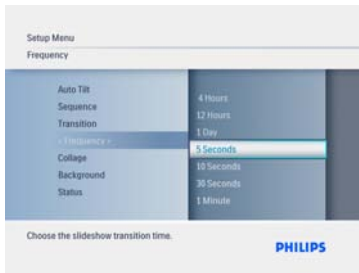 Setup Menu
Frequency
Auto Tilt
Sequence
Transition
< Frequency >
Collage
Background
Status
4 Hours
12 Hours
1 Day
5 Seconds
10 Seconds
30 Seconds
1 Minute
Choose the slideshow transition time.
PHILIPS